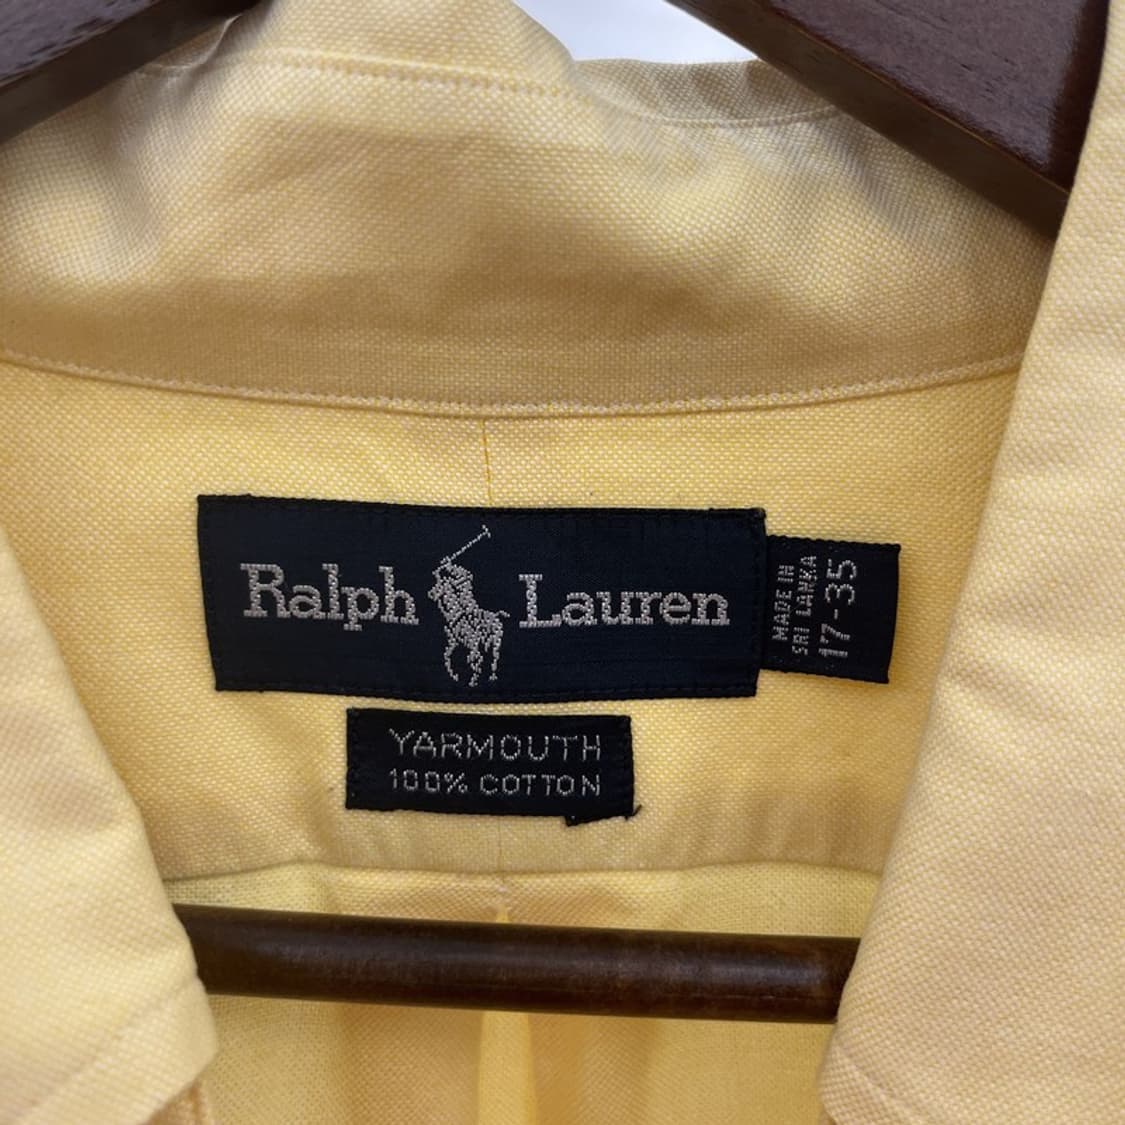 Ralph Lauren
MADE IN
SRI LANKA
17-35
YARMOUTH
100% COTTON